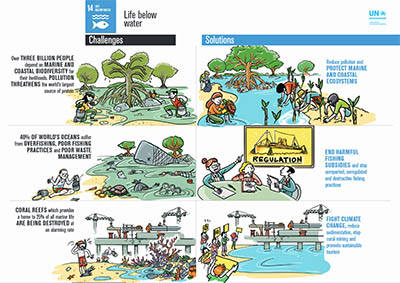 14 LIFE
BELOW WATER
Life below
water
UN
Challenges
Solutions
Over THREE BILLION PEOPLE
depend on MARINE AND
COASTAL BIODIVERSITY for
their livelihoods. POLLUTION
THREATENS the world's largest
source of protein
Reduce pollution and
PROTECT MARINE
AND COASTAL
ECOSYSTEMS
40% OF WORLD'S OCEANS suffer
from OVERFISHING, POOR FISHING
PRACTICES and POOR WASTE
MANAGEMENT
REGULATION
END HARMFUL
FISHING
SUBSIDIES and stop
unreported, unregulated
and destructive fishing
practices
CORAL REEFS which provides
a home to 25% of all marine life
ARE BEING DESTROYED at
an alarming rate
FIGHT CLIMATE
CHANGE, reduce
sedimentation, stop
coral mining and
promote sustainable
tourism